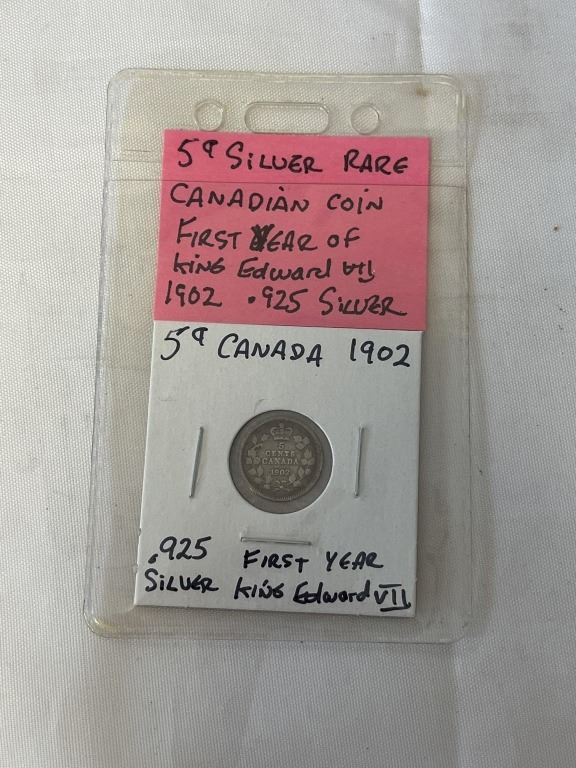 5¢ SILVER RARE
CANADIAN COIN
FIRST YEAR OF
KING Edward VII
1902 .925 SILVER
5¢ CANADA 1902
5
CENTS
CANADA
1902
.925 FIRST YEAR
SILVER KING Edward VII